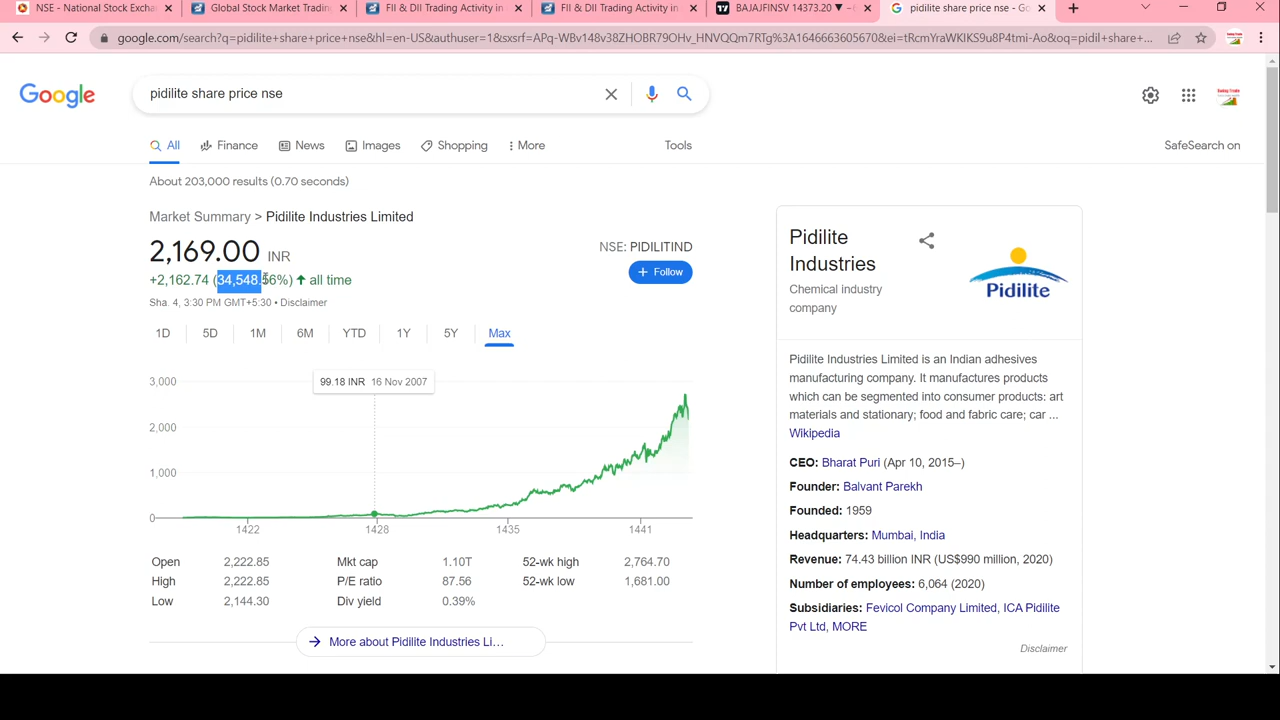 NSE - National Stock Excha
Global Stock Market Tradin
FII & DII Trading Activity in
FII & DII Trading Activity in
BAJAJFINSV 14373.20 ▼ -
pidilite share price nse - Go
google.com/search?q=pidilite+share+price+nse&hl=en-US&authuser=1&sxsrf=APq-WBv148v38ZHOBR79OHv_HNVQQm7RTg%3A1646663605670&ei=tRcmYraWKIKS9u8P4tmi-Ao&oq=pidil+share+...
Google
pidilite share price nse
All Finance News Images Shopping More Tools
SafeSearch on
About 203,000 results (0.70 seconds)
Market Summary > Pidilite Industries Limited
2,169.00 INR
NSE: PIDILITIND
+2,162.74 (34,548.56%) ↑ all time
+ Follow
Sha. 4, 3:30 PM GMT+5:30 • Disclaimer
1D 5D 1M 6M YTD 1Y 5Y Max
99.18 INR 16 Nov 2007
3,000
2,000
1,000
0
1422 1428 1435 1441
Open 2,222.85 Mkt cap 1.10T 52-wk high 2,764.70
High 2,222.85 P/E ratio 87.56 52-wk low 1,681.00
Low 2,144.30 Div yield 0.39%
More about Pidilite Industries Li...
Pidilite
Industries
Chemical industry
company
Pidilite
Pidilite Industries Limited is an Indian adhesives
manufacturing company. It manufactures products
which can be segmented into consumer products: art
materials and stationary; food and fabric care; car ...
Wikipedia
CEO: Bharat Puri (Apr 10, 2015–)
Founder: Balvant Parekh
Founded: 1959
Headquarters: Mumbai, India
Revenue: 74.43 billion INR (US$990 million, 2020)
Number of employees: 6,064 (2020)
Subsidiaries: Fevicol Company Limited, ICA Pidilite
Pvt Ltd, MORE
Disclaimer